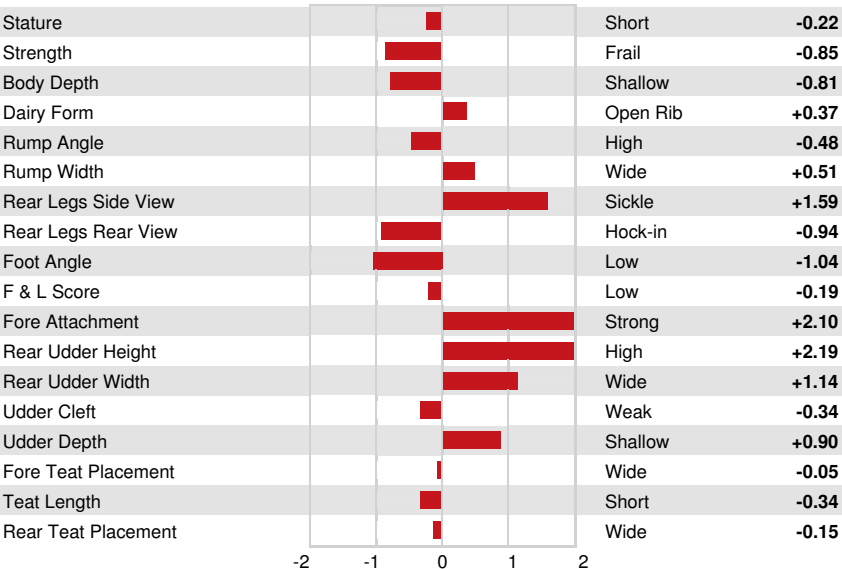 Stature Short -0.22
Strength Frail -0.85
Body Depth Shallow -0.81
Dairy Form Open Rib +0.37
Rump Angle High -0.48
Rump Width Wide +0.51
Rear Legs Side View Sickle +1.59
Rear Legs Rear View Hock-in -0.94
Foot Angle Low -1.04
F & L Score Low -0.19
Fore Attachment Strong +2.10
Rear Udder Height High +2.19
Rear Udder Width Wide +1.14
Udder Cleft Weak -0.34
Udder Depth Shallow +0.90
Fore Teat Placement Wide -0.05
Teat Length Short -0.34
Rear Teat Placement Wide -0.15
-2 -1 0 1 2